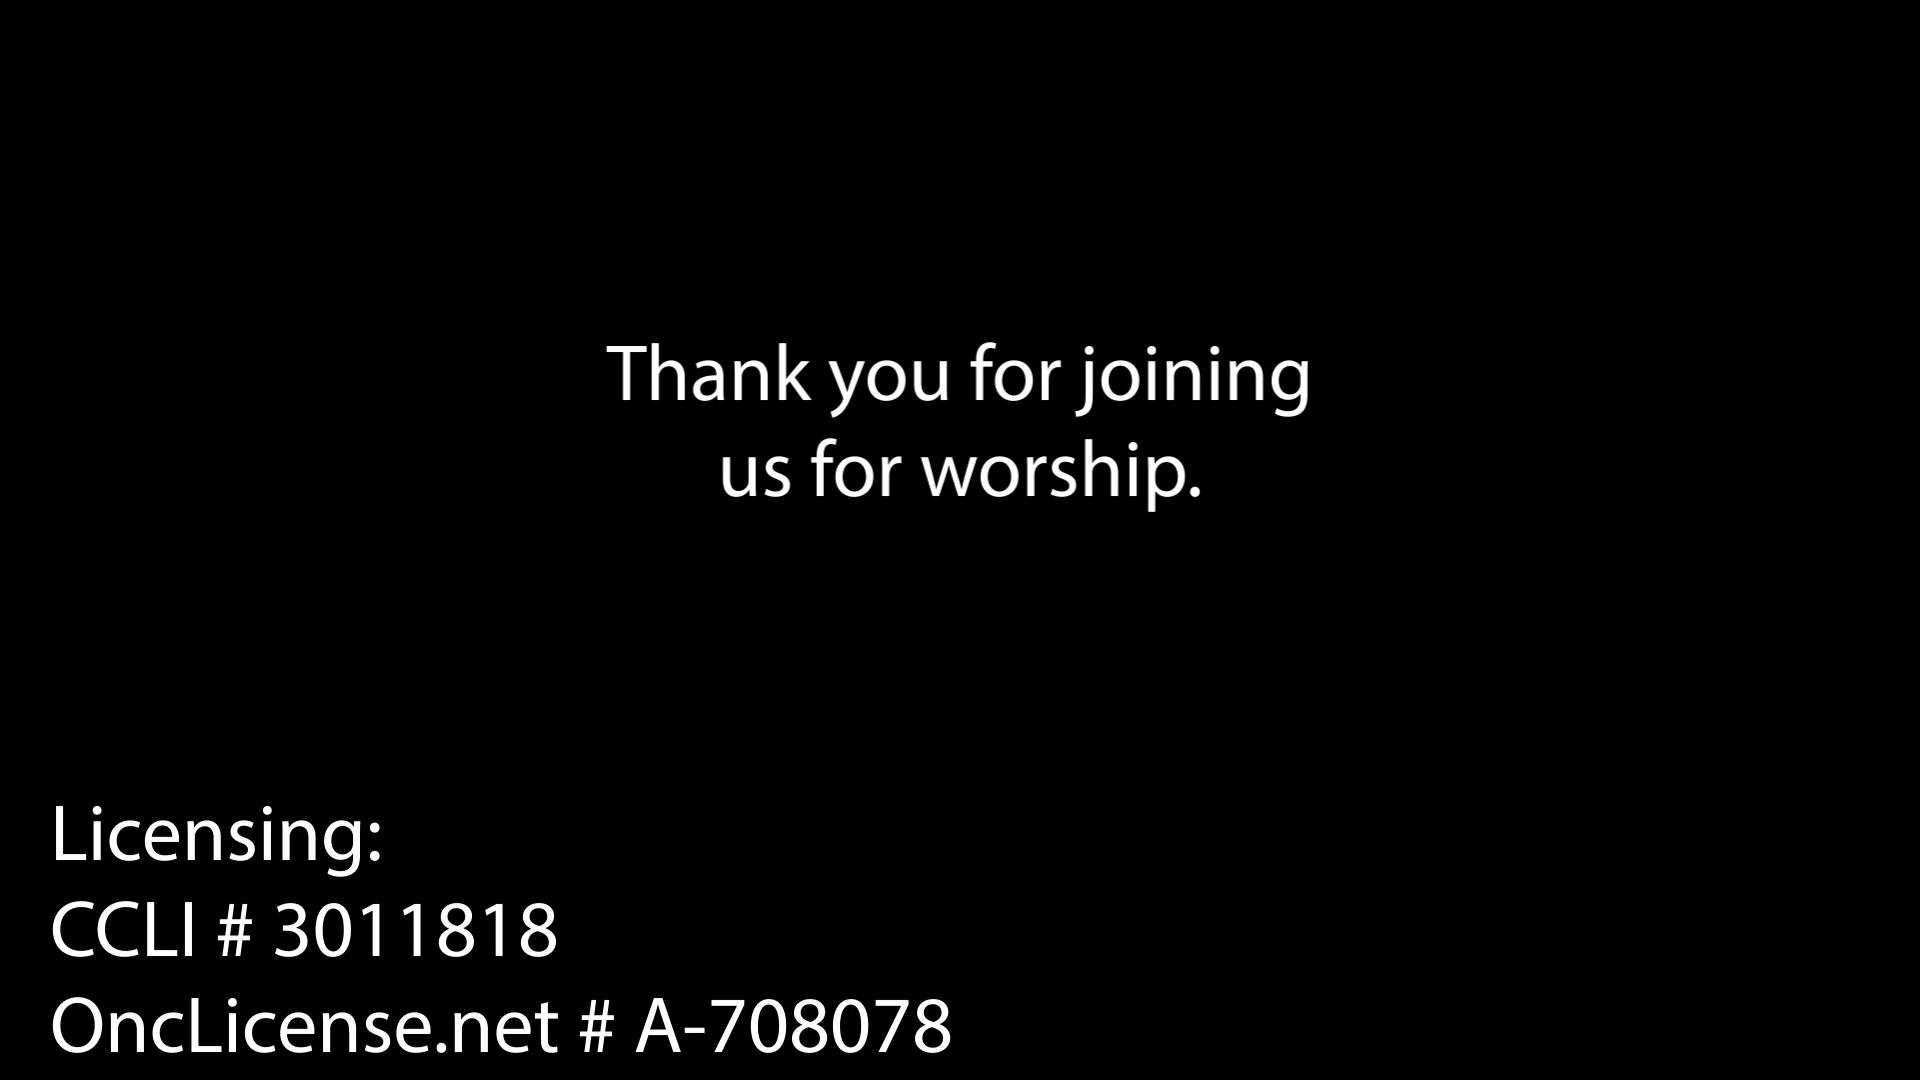 Thank you for joining
us for worship.
Licensing:
CCLI # 3011818
OncLicense.net # A-708078